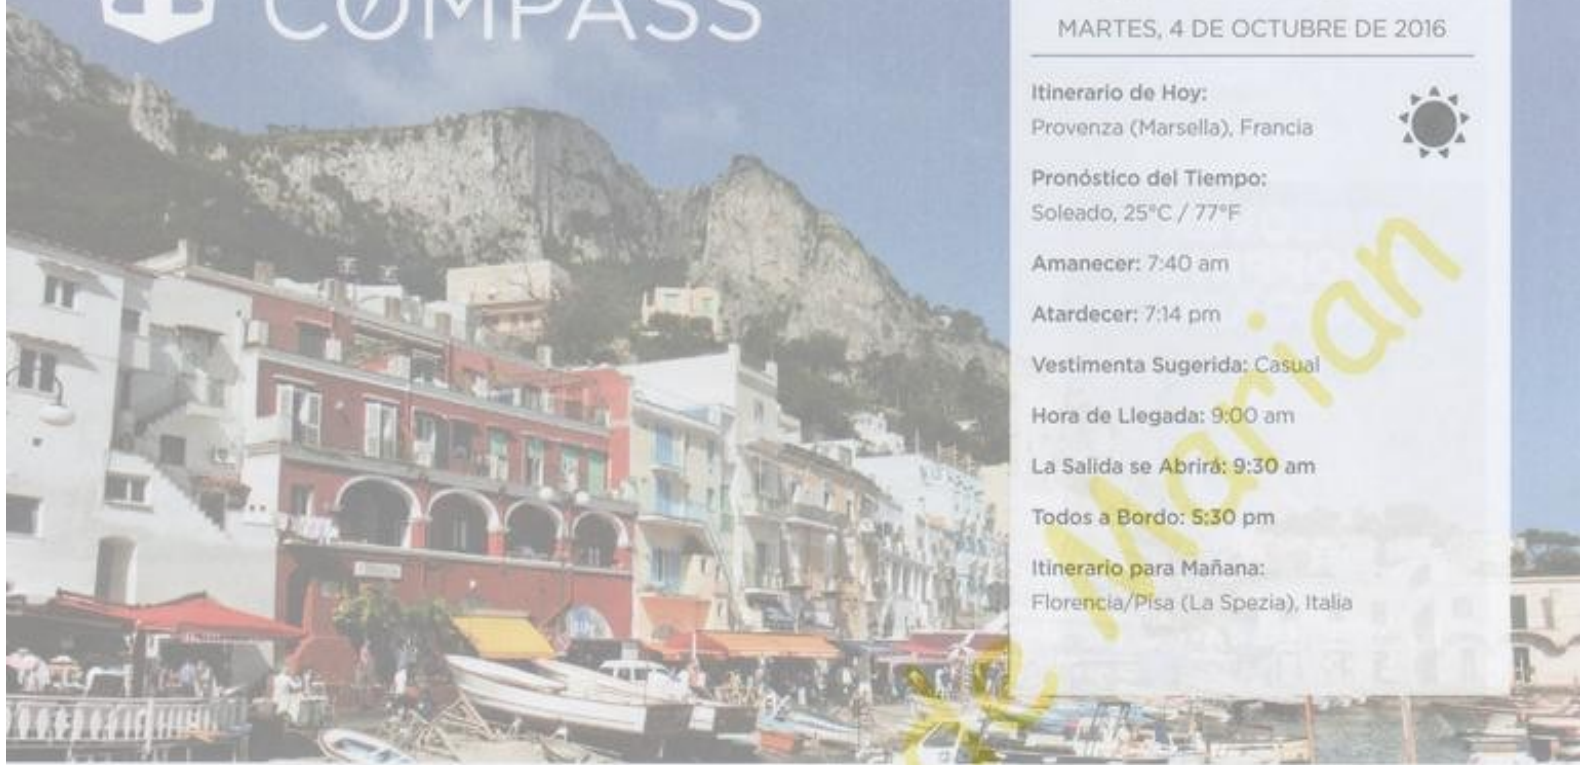 COMPASS
MARTES, 4 DE OCTUBRE DE 2016
Itinerario de Hoy:
Provenza (Marsella), Francia
Pronóstico del Tiempo:
Soleado, 25°C / 77°F
Amanecer: 7:40 am
Atardecer: 7:14 pm
Vestimenta Sugerida: Casual
Hora de Llegada: 9:00 am
La Salida se Abrirá: 9:30 am
Todos a Bordo: 5:30 pm
Itinerario para Mañana:
Florencia/Pisa (La Spezia), Italia
de Marian